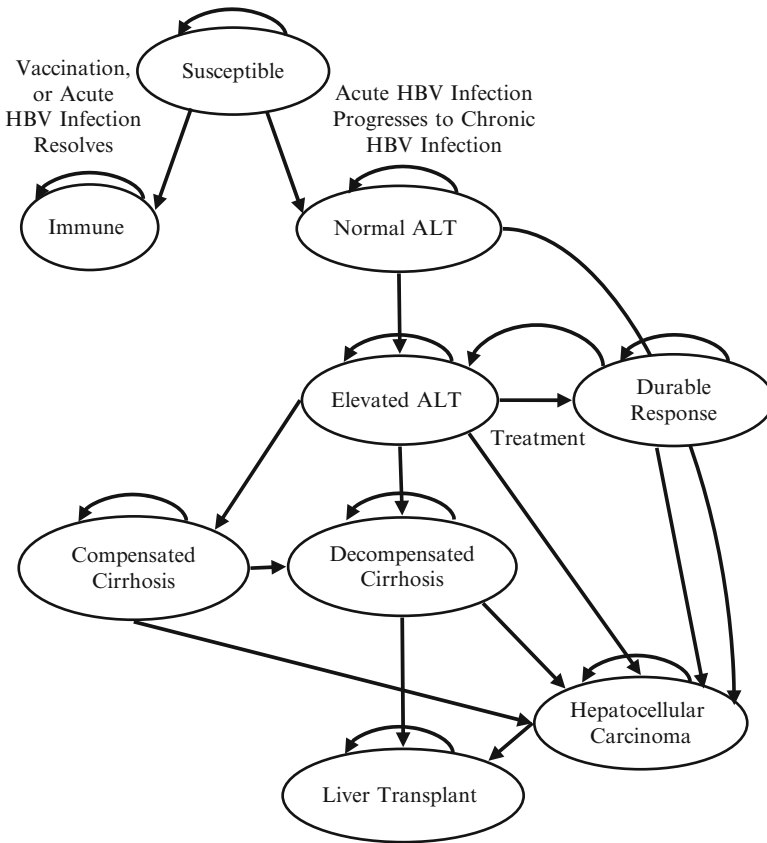 Susceptible
Vaccination,
or Acute
HBV Infection
Resolves
Acute HBV Infection
Progresses to Chronic
HBV Infection
Immune
Normal ALT
Elevated ALT
Treatment
Durable
Response
Compensated
Cirrhosis
Decompensated
Cirrhosis
Hepatocellular
Carcinoma
Liver Transplant